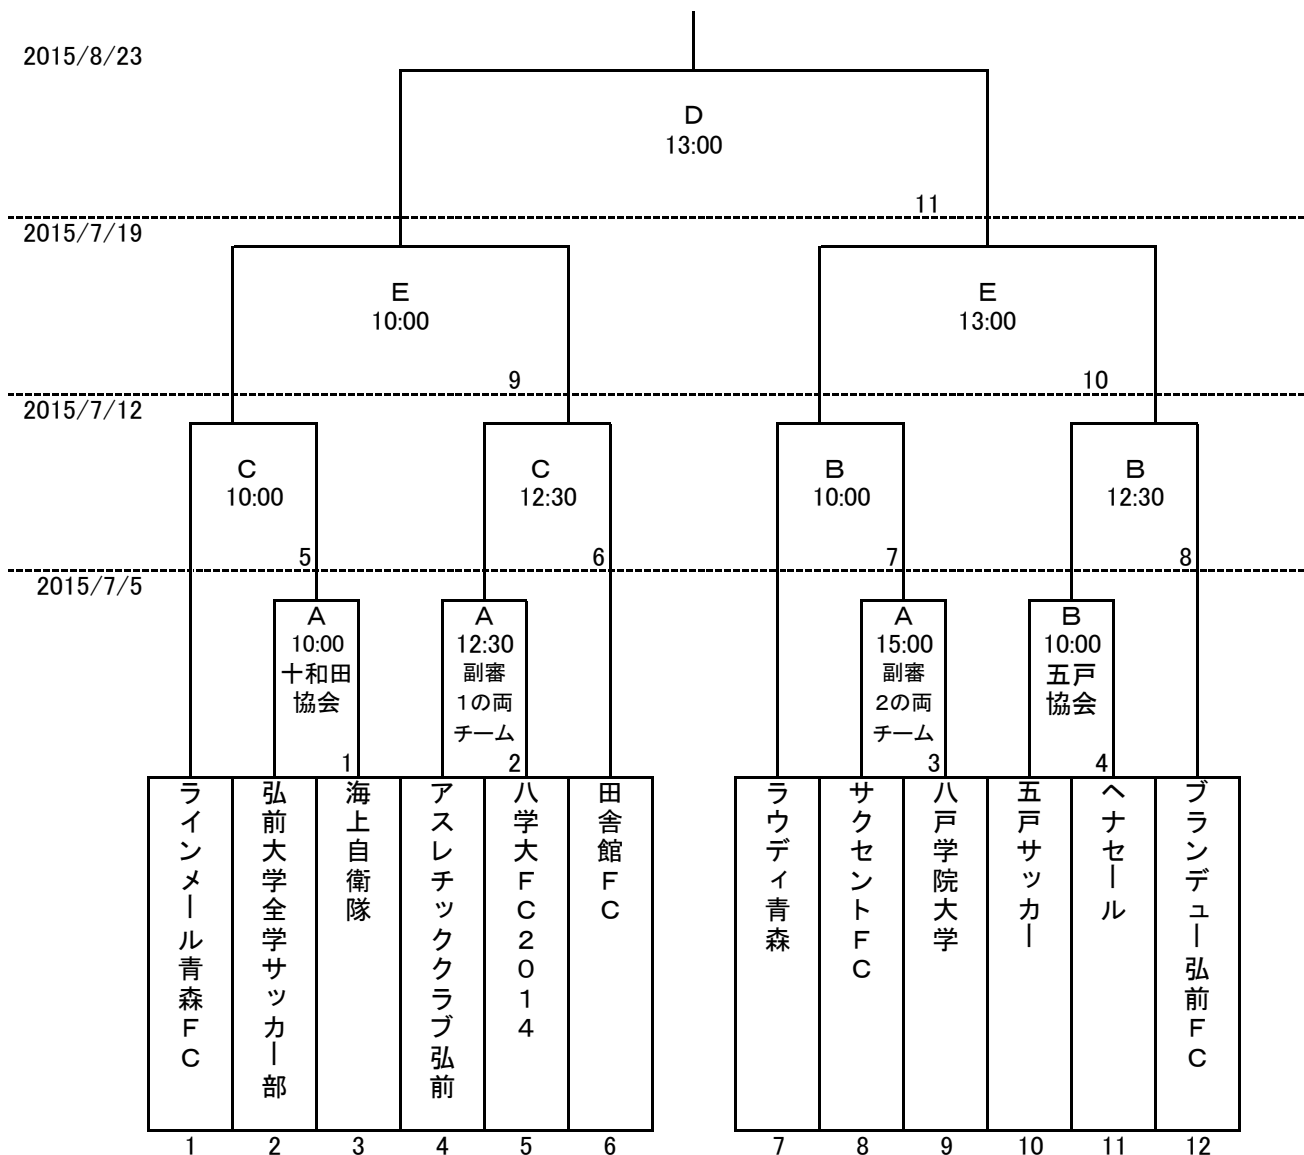 2015/8/23
D
13:00
11
2015/7/19
E
10:00
E
13:00
9
10
2015/7/12
C
10:00
C
12:30
B
10:00
B
12:30
5
6
7
8
2015/7/5
A
10:00
十和田
協会
A
12:30
副審
1の両
チーム
A
15:00
副審
2の両
チーム
B
10:00
五戸
協会
1
2
3
4
ラインメール青森FC
弘前大学全学サッカー部
海上自衛隊
アスレチッククラブ弘前
八学大FC2014
田舎館FC
ラウディ青森
サクセントFC
八戸学院大学
五戸サッカー
ヘナセール
ブランデュー弘前FC
1
2
3
4
5
6
7
8
9
10
11
12